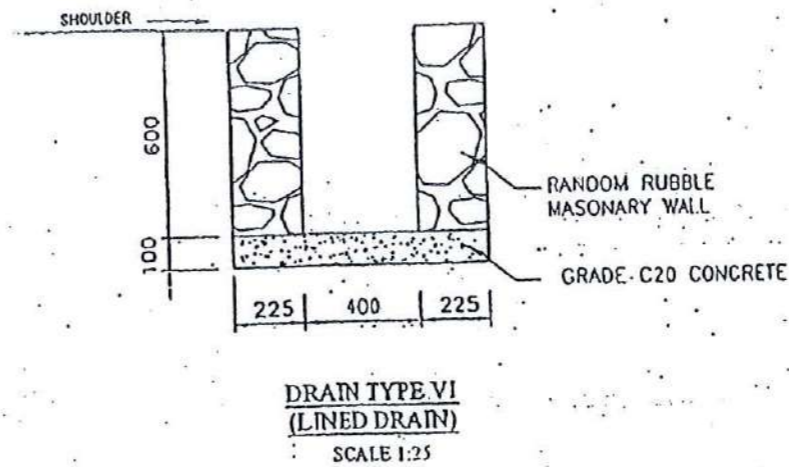 SHOULDER
600
100
RANDOM RUBBLE
MASONARY WALL
GRADE-C20 CONCRETE
225
400
225
DRAIN TYPE VI
(LINED DRAIN)
SCALE 1:25